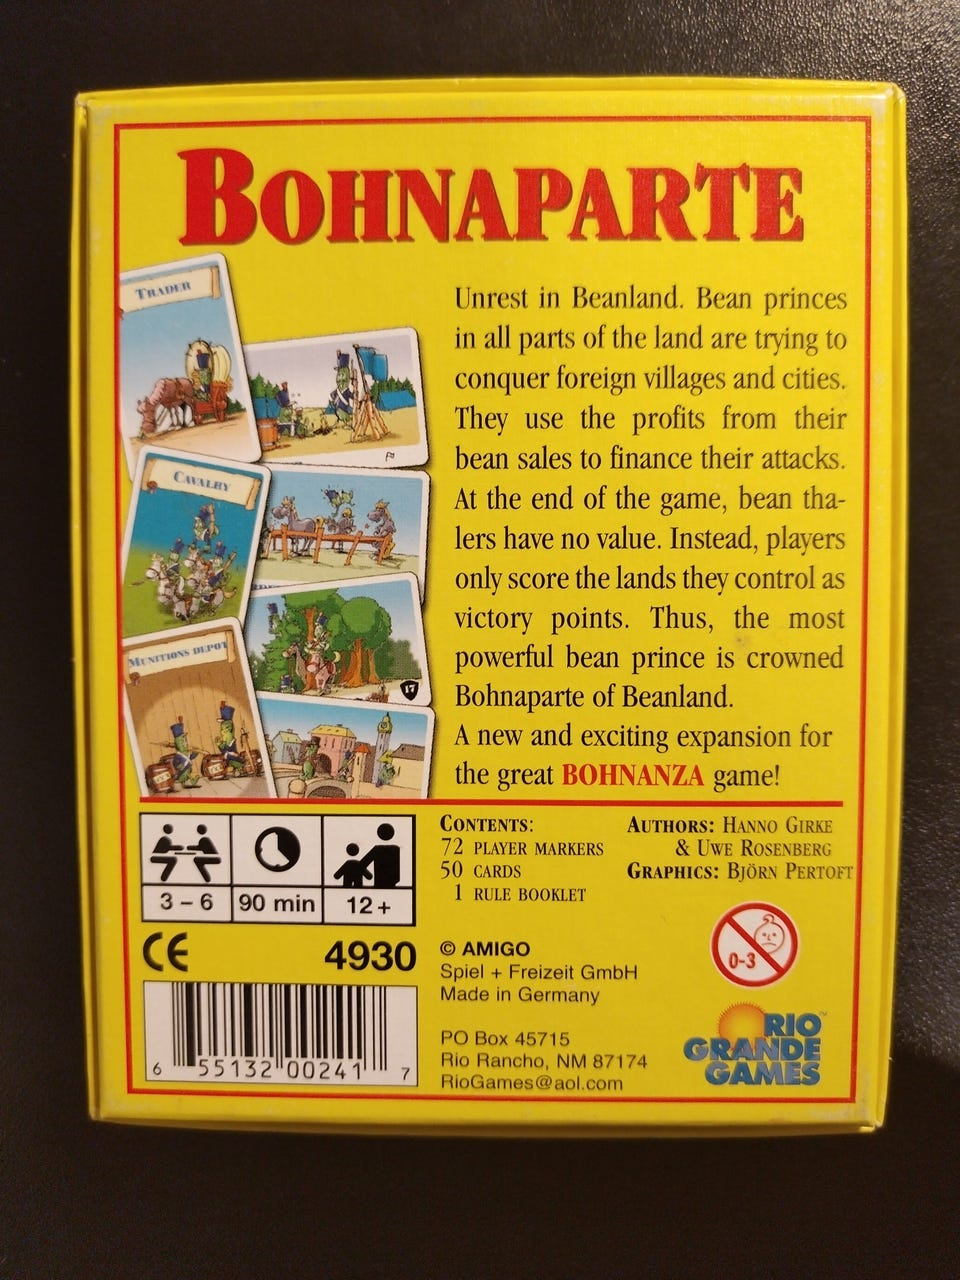 BOHNAPARTE
TRADER
CAVALRY
MUNITIONS DEPOT
17
Unrest in Beanland. Bean princes
in all parts of the land are trying to
conquer foreign villages and cities.
They use the profits from their
bean sales to finance their attacks.
At the end of the game, bean tha-
lers have no value. Instead, players
only score the lands they control as
victory points. Thus, the most
powerful bean prince is crowned
Bohnaparte of Beanland.
A new and exciting expansion for
the great BOHNANZA game!
3 – 6
90 min
12+
CE
4930
6 55132 00241 7
CONTENTS:
72 PLAYER MARKERS
50 CARDS
1 RULE BOOKLET
AUTHORS: HANNO GIRKE
& UWE ROSENBERG
GRAPHICS: BJÖRN PERTOFT
0-3
© AMIGO
Spiel + Freizeit GmbH
Made in Germany
PO Box 45715
Rio Rancho, NM 87174
RioGames@aol.com
RIO
GRANDE
GAMES
™